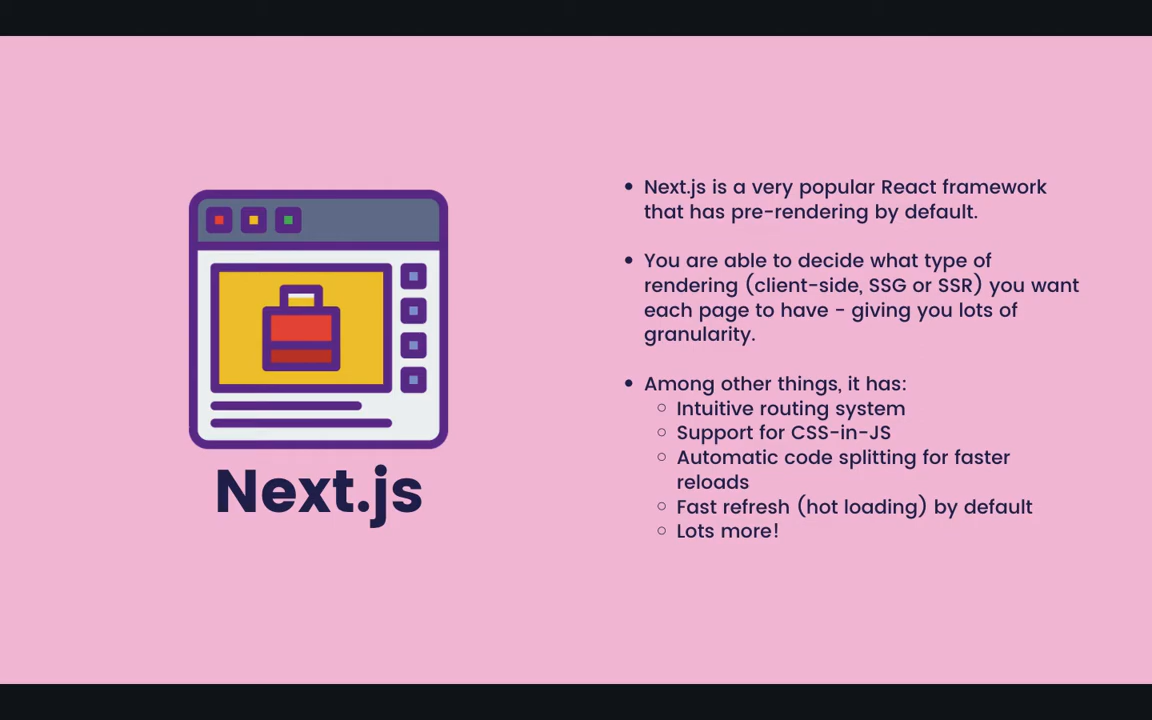 Next.js
Next.js is a very popular React framework
that has pre-rendering by default.
You are able to decide what type of
rendering (client-side, SSG or SSR) you want
each page to have - giving you lots of
granularity.
Among other things, it has:
Intuitive routing system
Support for CSS-in-JS
Automatic code splitting for faster
reloads
Fast refresh (hot loading) by default
Lots more!